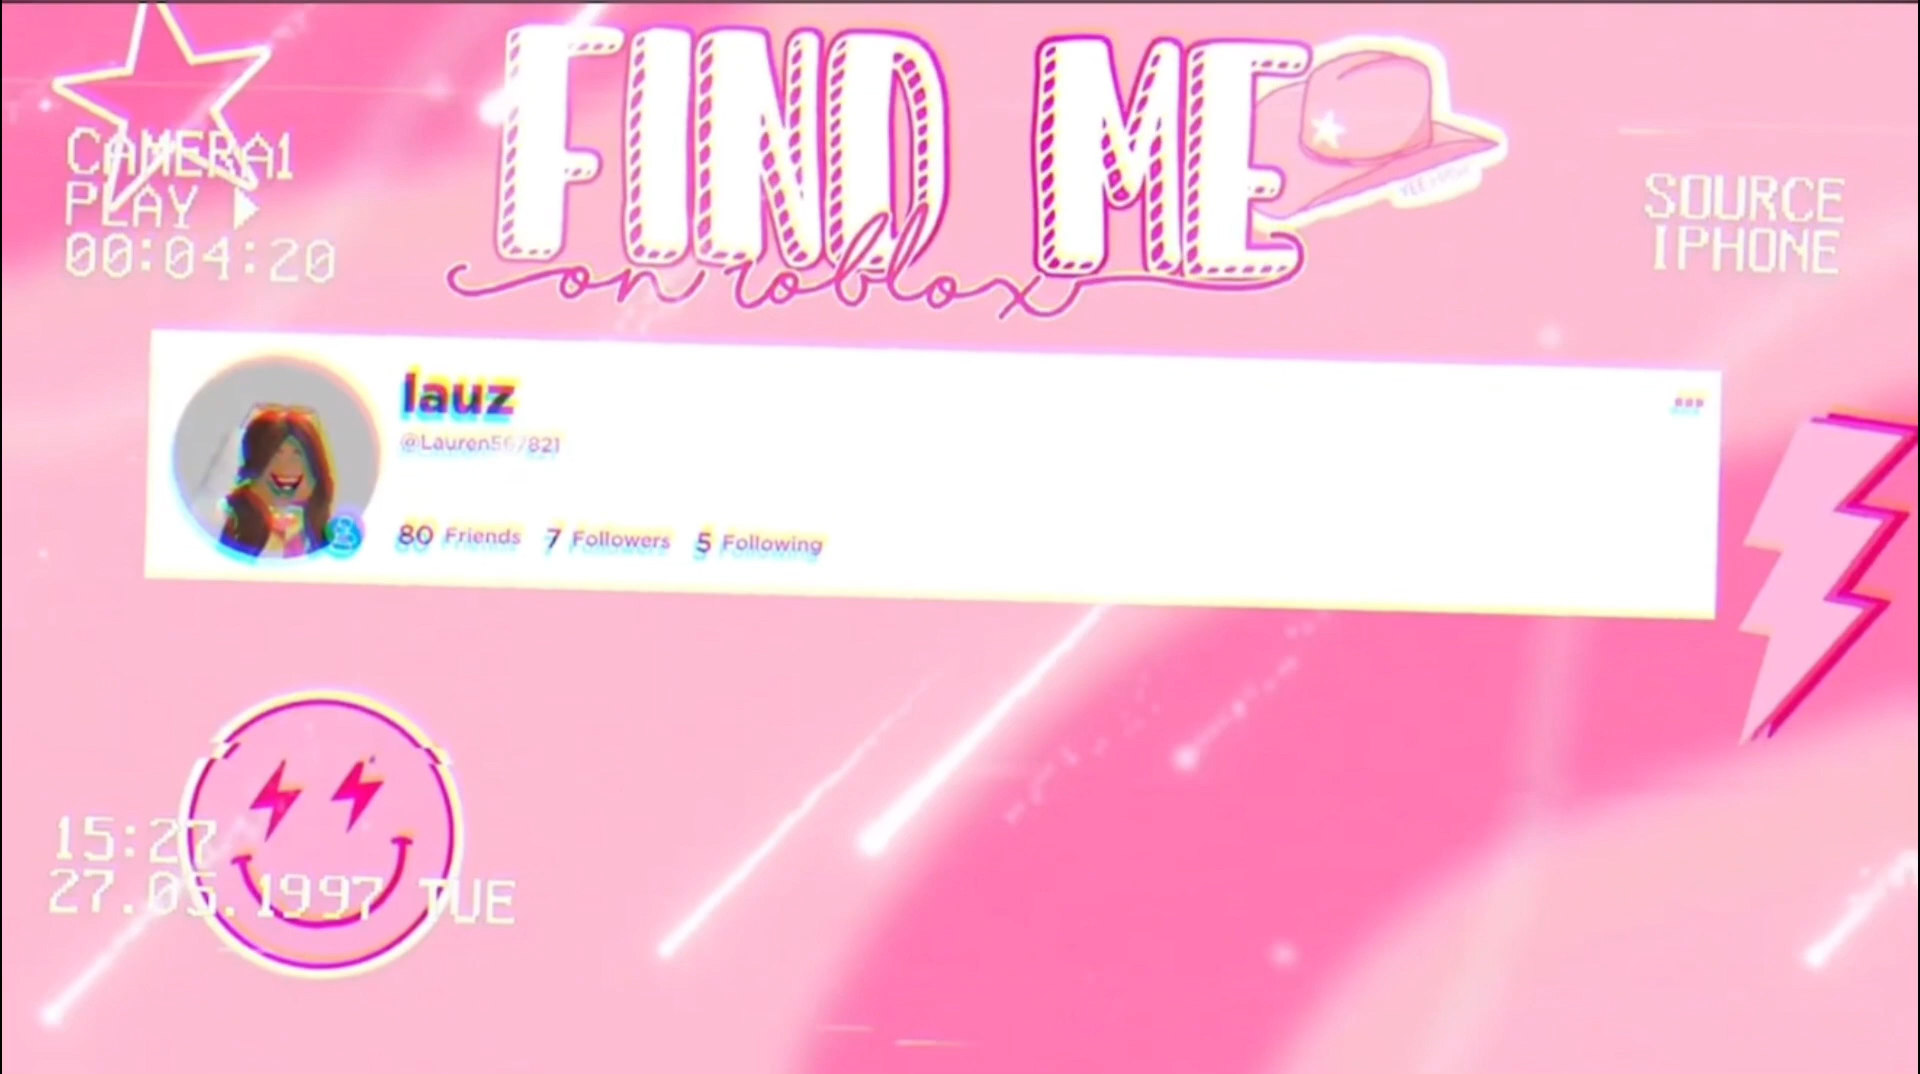 FIND ME
on roblox
CAMERA1
PLAY
00:04:20
SOURCE
IPHONE
lauz
@Lauren567821
80 Friends 7 Followers 5 Following
15:27
27.05.1997 TUE